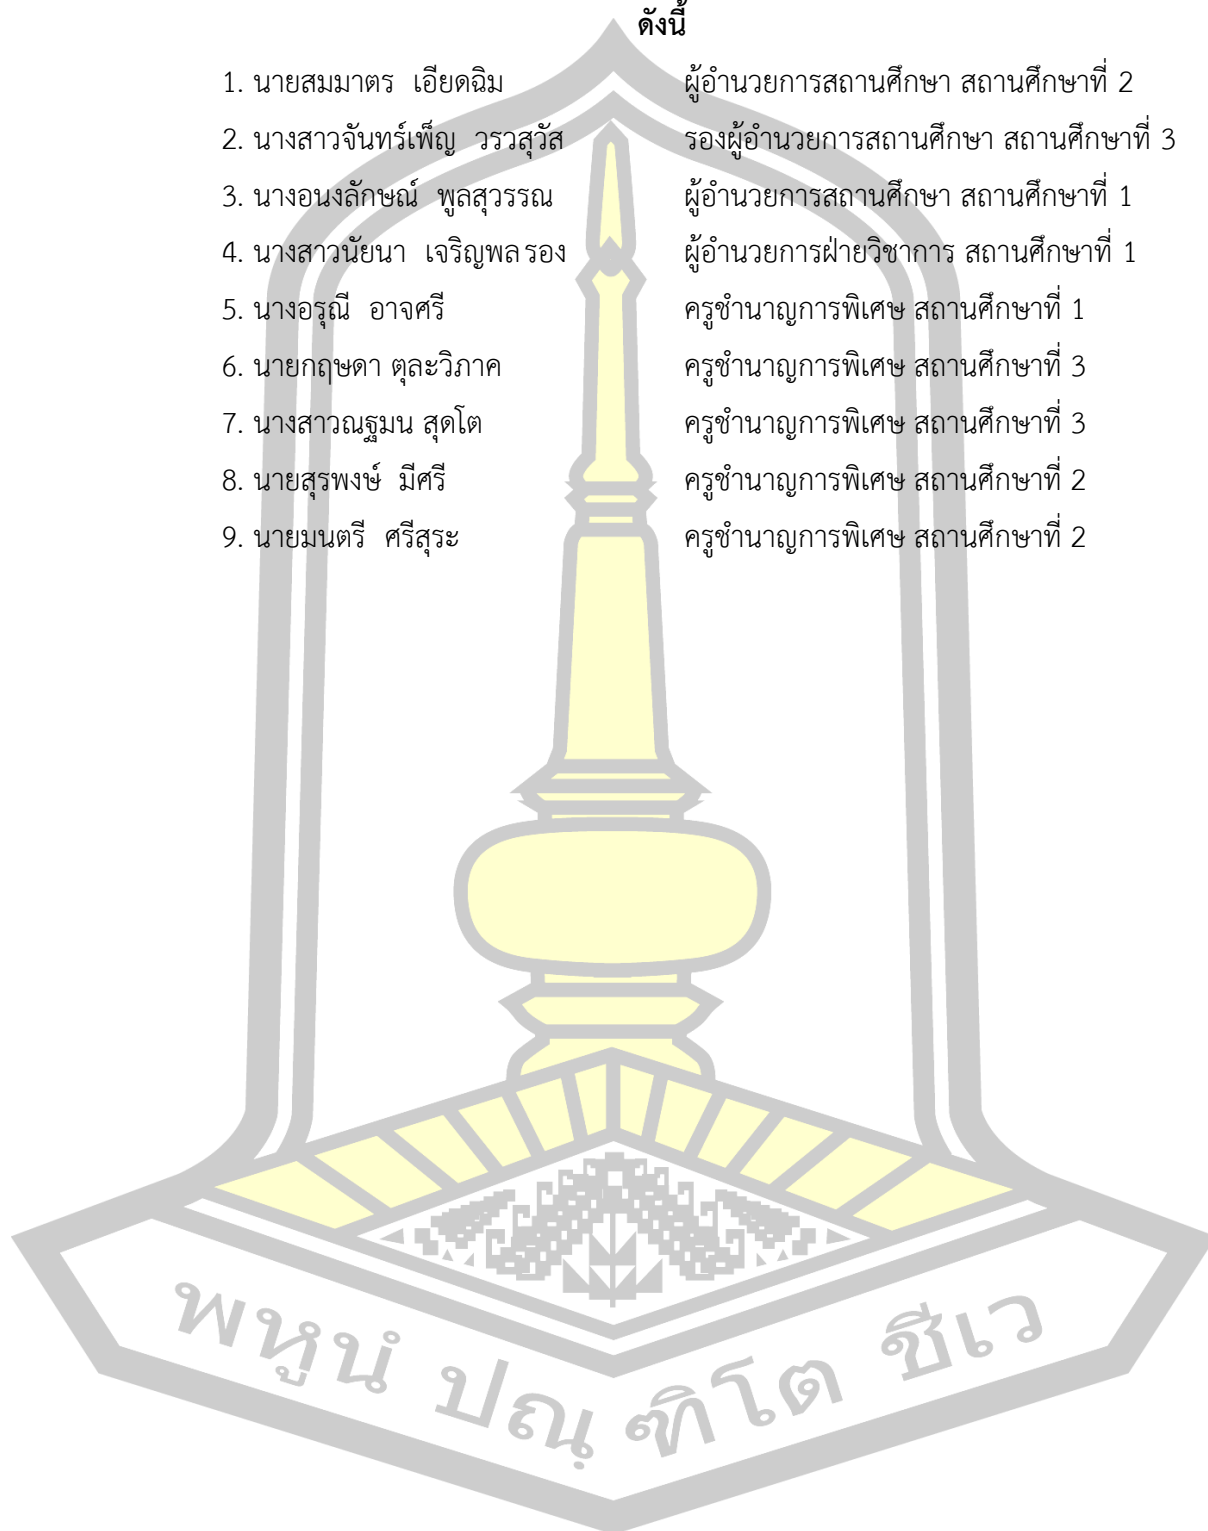 ดังนี้
1. นายสมมาตร เอียดฉิม ผู้อำนวยการสถานศึกษา สถานศึกษาที่ 2
2. นางสาวจันทร์เพ็ญ วรวสุวัส รองผู้อำนวยการสถานศึกษา สถานศึกษาที่ 3
3. นางอนงลักษณ์ พูลสุวรรณ ผู้อำนวยการสถานศึกษา สถานศึกษาที่ 1
4. นางสาวนัยนา เจริญพลรอง ผู้อำนวยการฝ่ายวิชาการ สถานศึกษาที่ 1
5. นางอรุณี อาจศรี ครูชำนาญการพิเศษ สถานศึกษาที่ 1
6. นายกฤษดา ตุละวิภาค ครูชำนาญการพิเศษ สถานศึกษาที่ 3
7. นางสาวณฐมน สุดโต ครูชำนาญการพิเศษ สถานศึกษาที่ 3
8. นายสุรพงษ์ มีศรี ครูชำนาญการพิเศษ สถานศึกษาที่ 2
9. นายมนตรี ศรีสุระ ครูชำนาญการพิเศษ สถานศึกษาที่ 2
พหูนํ ปณฺฑิโต ชีเว